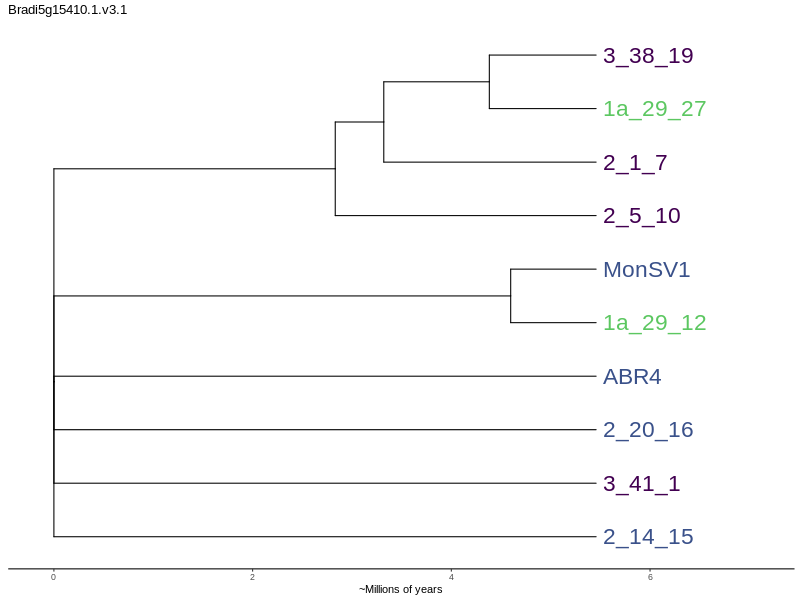 Bradi5g15410.1.v3.1
3_38_19
1a_29_27
2_1_7
2_5_10
MonSV1
1a_29_12
ABR4
2_20_16
3_41_1
2_14_15
0 2 4 6
~Millions of years